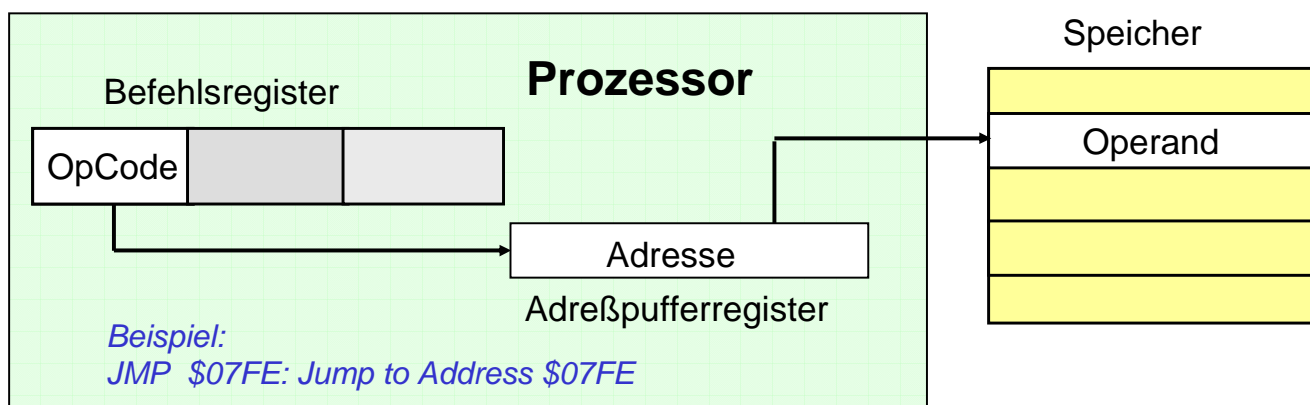 Speicher
Prozessor
Befehlsregister
OpCode
Operand
Adresse
Adreßpufferregister
Beispiel:
JMP $07FE: Jump to Address $07FE